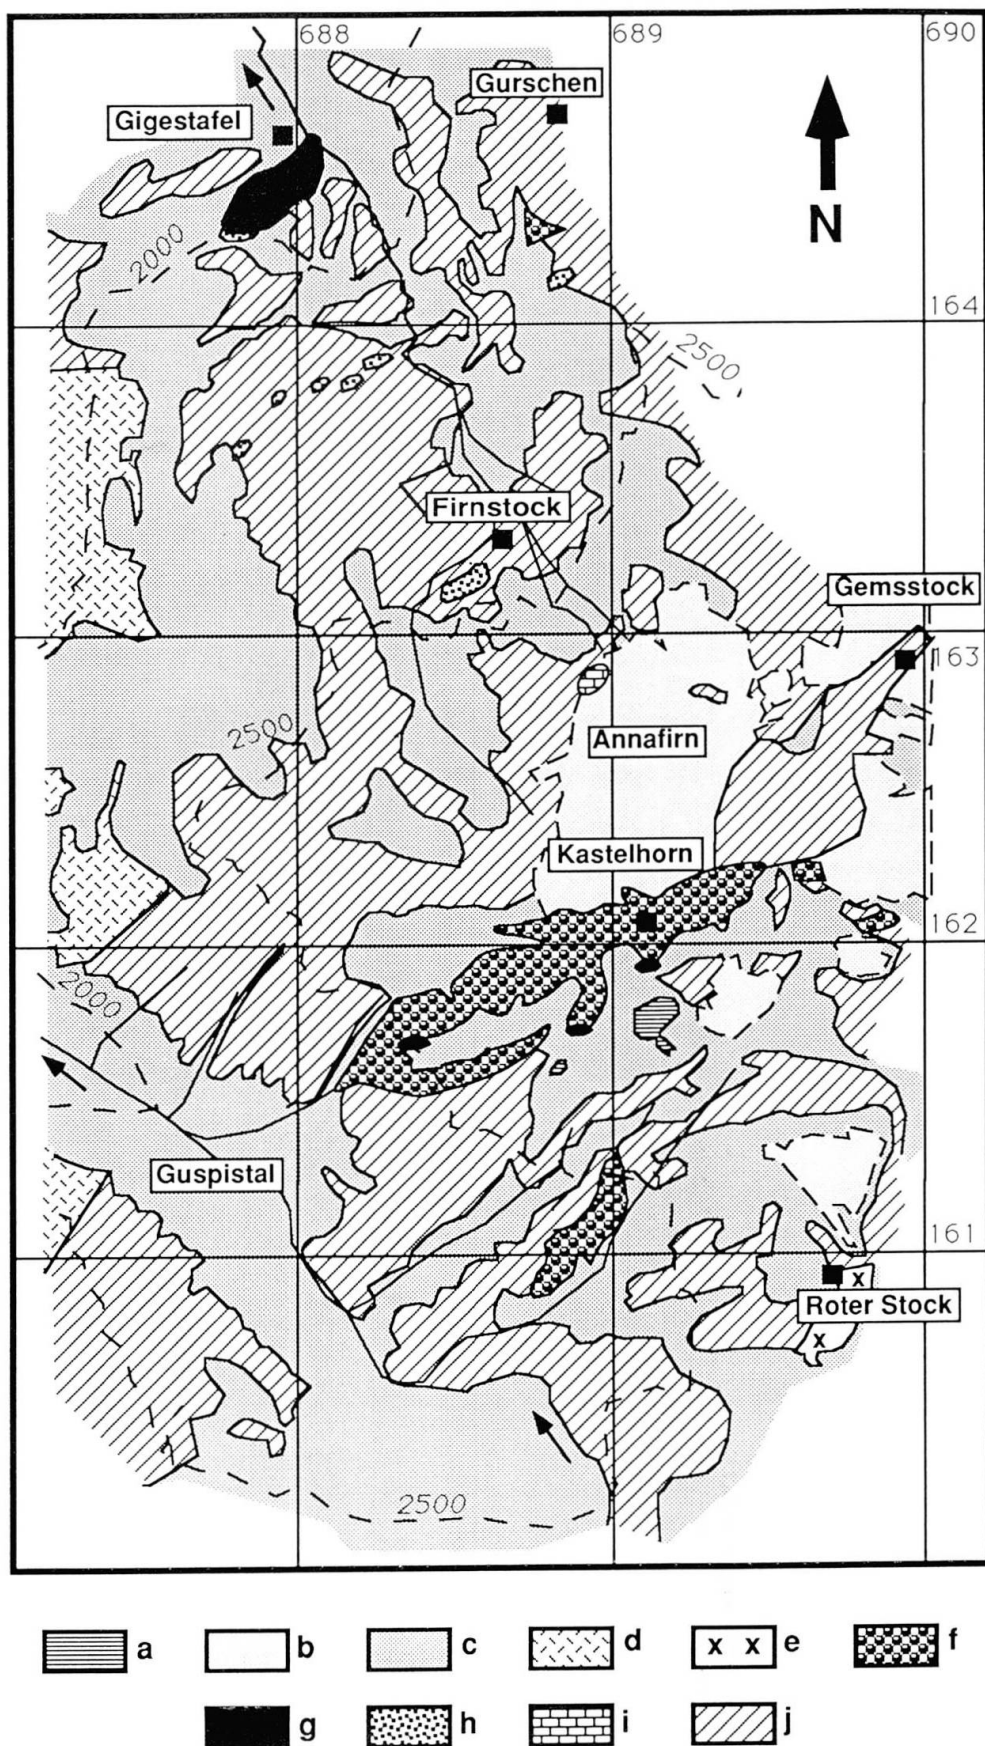 688
689
690
Gurschen
Gigestafel
N
2000
164
2500
Firnstock
Gemsstock
163
2500
Annafirn
Kastelhorn
162
2000
Guspistal
161
x
Roter Stock
x
2500
a b c d x x e f
g h i j